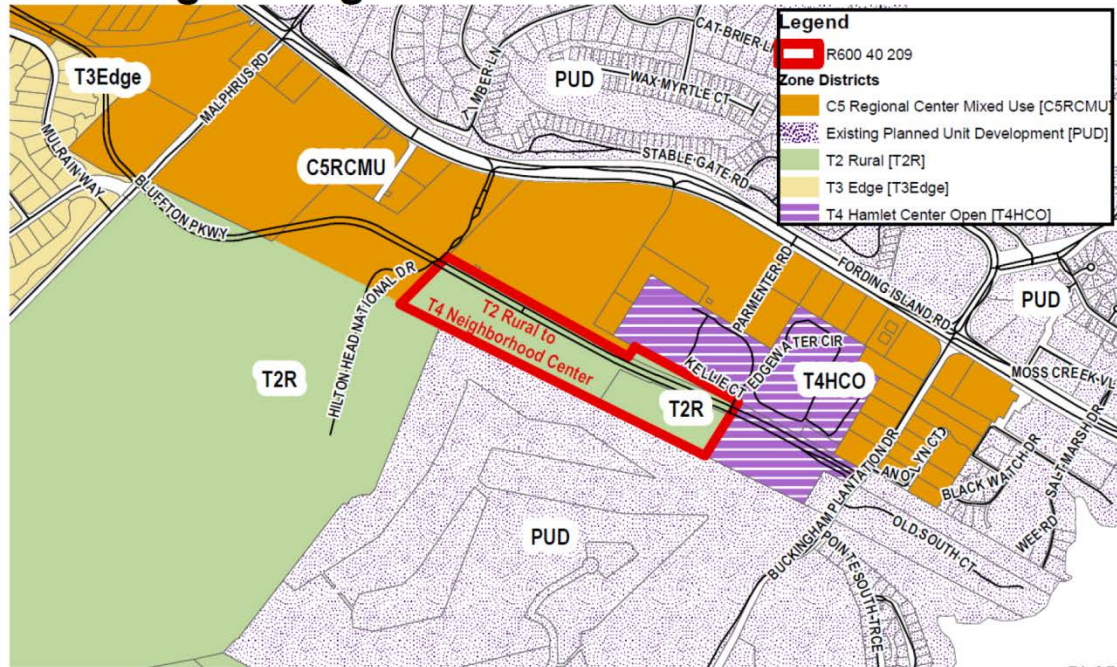 Legend
R600 40 209
Zone Districts
C5 Regional Center Mixed Use [C5RCMU]
Existing Planned Unit Development [PUD]
T2 Rural [T2R]
T3 Edge [T3Edge]
T4 Hamlet Center Open [T4HCO]
CAT-BRIER-L
WAX MYRTLE CT
PUD
AMBER LN
STABLE GATE RD
T3Edge
MALPHRUS RD
MULRAIN WAY
BLUFFTON PKWY
C5RCMU
HILTON HEAD NATIONAL DR
T2 Rural to
T4 Neighborhood Center
T2R
T2R
PARMENTER RD
FORDING ISLAND RD
KELLIE CT
EDGEWATER CIR
T4HCO
PUD
MOSS CREEK VI
SALT MARSH DR
BLACK WATCH DR
WEE RD
LYN CT
BUCKINGHAM PLANTATION DR
OLD SOUTH CT
POINTE SOUTH TRCE
PUD